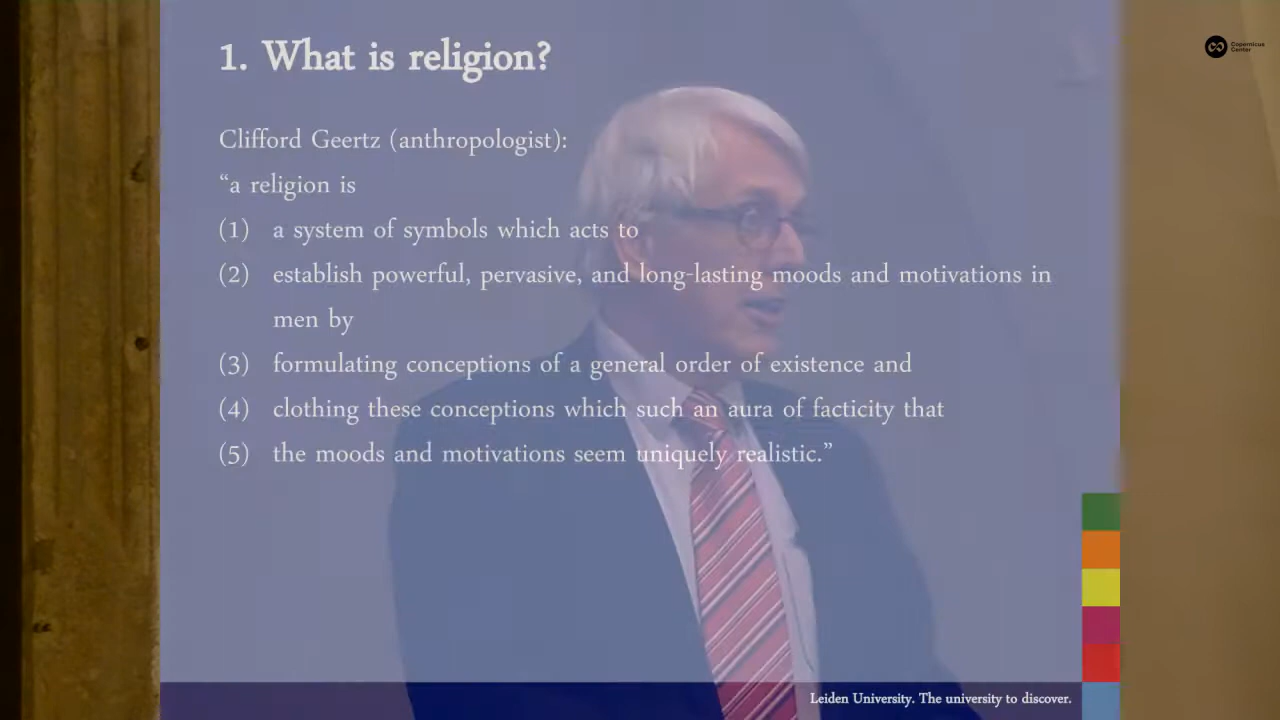 1. What is religion?
Clifford Geertz (anthropologist):
“a religion is
(1) a system of symbols which acts to
(2) establish powerful, pervasive, and long-lasting moods and motivations in
men by
(3) formulating conceptions of a general order of existence and
(4) clothing these conceptions which such an aura of facticity that
(5) the moods and motivations seem uniquely realistic.”
Leiden University. The university to discover.
Copernicus
Center